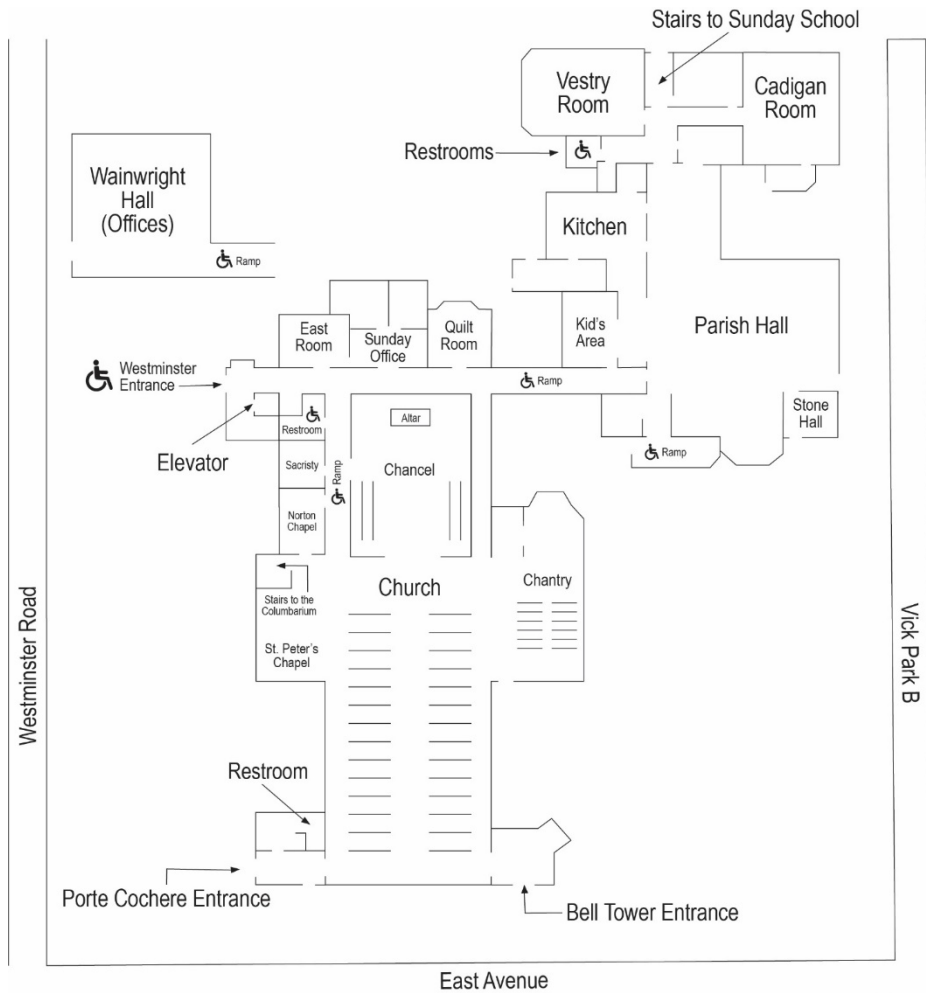 Stairs to Sunday School
Vestry
Room
Cadigan
Room
Restrooms
Wainwright
Hall
(Offices)
Ramp
Kitchen
Parish Hall
Kid's
Area
East
Room
Sunday
Office
Quilt
Room
Westminster
Entrance
Ramp
Stone
Hall
Altar
Restroom
Elevator
Ramp
Sacristy
Ramp
Chancel
Norton
Chapel
Church
Chantry
Stairs to the
Columbarium
St. Peter's
Chapel
Westminster Road
Vick Park B
Restroom
Porte Cochere Entrance
Bell Tower Entrance
East Avenue